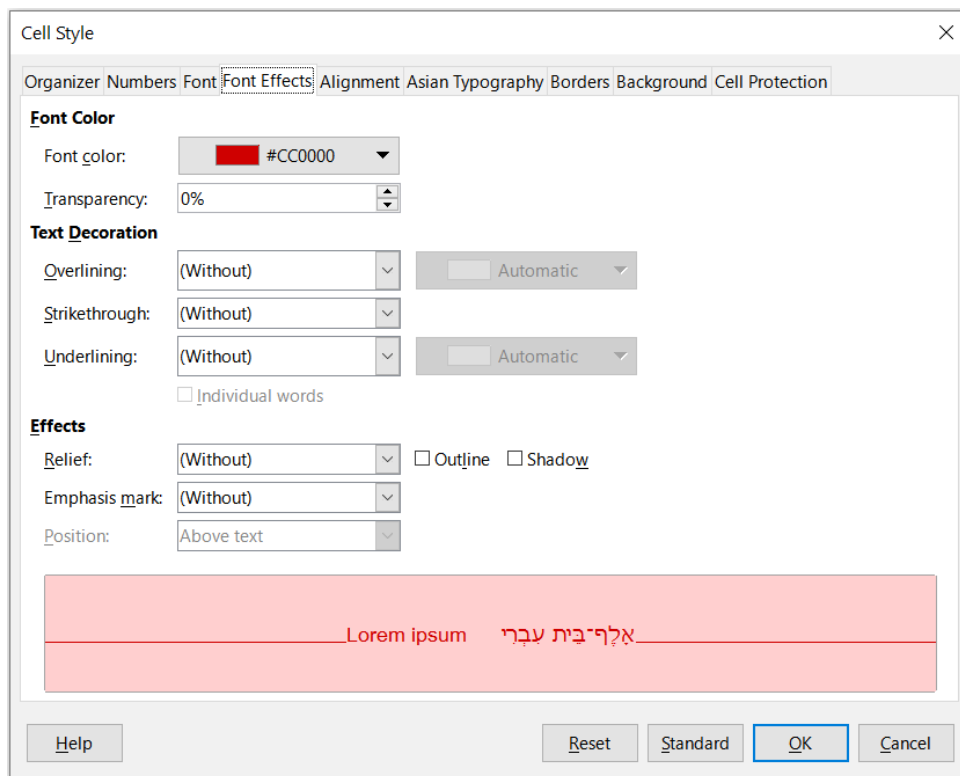 Cell Style
Organizer Numbers Font Font Effects Alignment Asian Typography Borders Background Cell Protection
Font Color
Font color: #CC0000
Transparency: 0%
Text Decoration
Overlining: (Without) Automatic
Strikethrough: (Without)
Underlining: (Without) Automatic
Individual words
Effects
Relief: (Without) Outline Shadow
Emphasis mark: (Without)
Position: Above text
Lorem ipsum אָלֶף־בֵּית עִבְרִי
Help Reset Standard OK Cancel